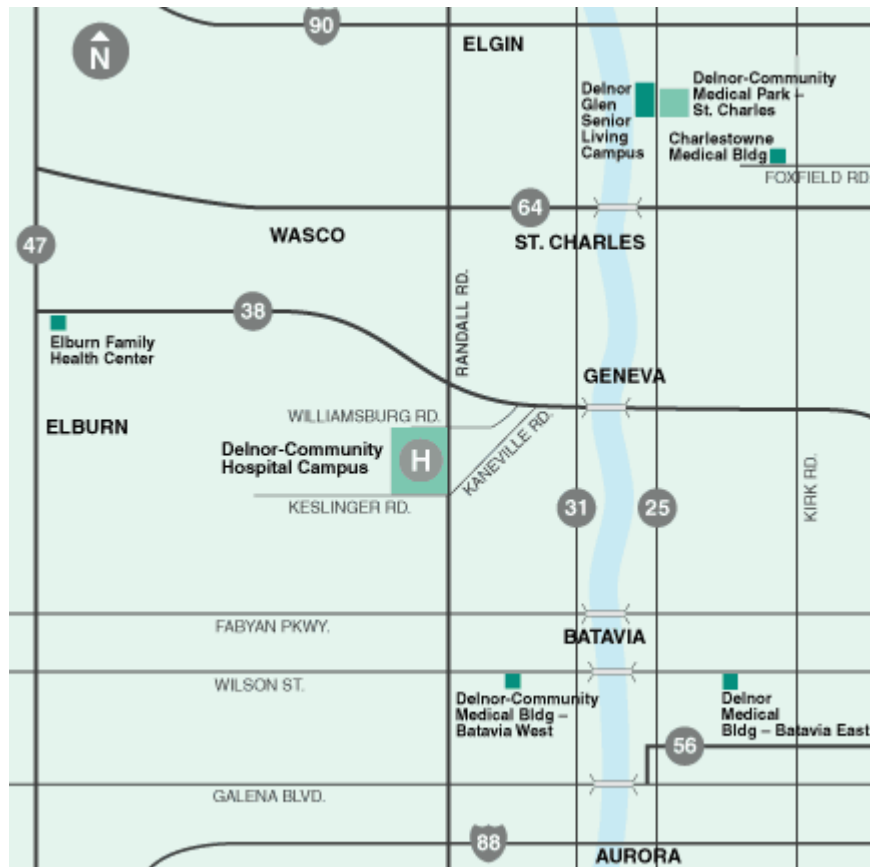 90
N
ELGIN
Delnor
Glen
Senior
Living
Campus
Delnor-Community
Medical Park –
St. Charles
Charlestowne
Medical Bldg
FOXFIELD RD
64
WASCO
ST. CHARLES
47
RANDALL RD.
38
Elburn Family
Health Center
GENEVA
WILLIAMSBURG RD.
ELBURN
KANEVILLE RD.
Delnor-Community
Hospital Campus
H
KESLINGER RD.
31
25
KIRK RD.
FABYAN PKWY.
BATAVIA
WILSON ST.
Delnor-Community
Medical Bldg –
Batavia West
Delnor
Medical
Bldg – Batavia East
56
GALENA BLVD.
88
AURORA